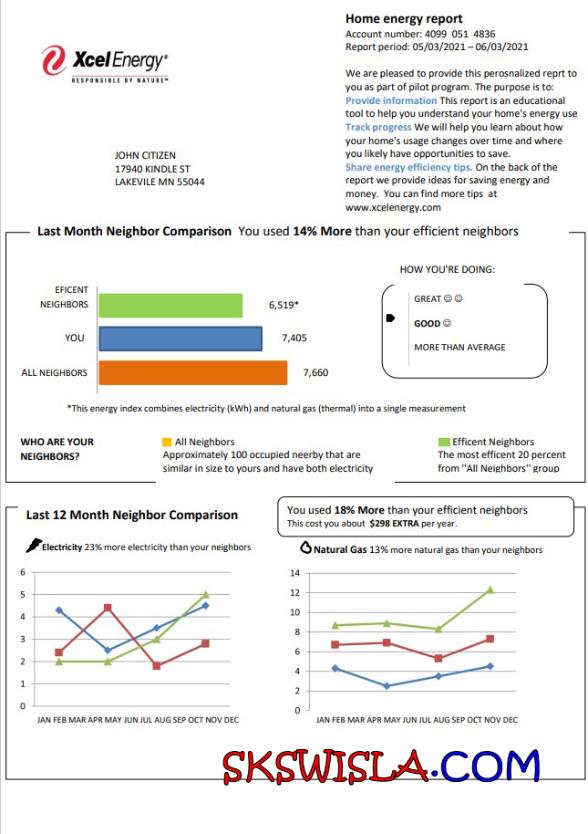 Home energy report
Account number: 4099 051 4836
Report period: 05/03/2021 – 06/03/2021
XcelEnergy®
RESPONSIBLE BY NATURE™
We are pleased to provide this perosnalized reprt to
you as part of pilot program. The purpose is to:
Provide information This report is an educational
tool to help you understand your home's energy use
Track progress We will help you learn about how
your home's usage changes over time and where
you likely have opportunities to save.
Share energy efficiency tips. On the back of the
report we provide ideas for saving energy and
money. You can find more tips at
www.xcelenergy.com
JOHN CITIZEN
17940 KINDLE ST
LAKEVILE MN 55044
Last Month Neighbor Comparison You used 14% More than your efficient neighbors
HOW YOU'RE DOING:
EFICENT
NEIGHBORS
6,519*
YOU
7,405
ALL NEIGHBORS
7,660
GREAT ☺ ☺
GOOD ☺
MORE THAN AVERAGE
*This energy index combines electricity (kWh) and natural gas (thermal) into a single measurement
WHO ARE YOUR
NEIGHBORS?
All Neighbors
Approximately 100 occupied neerby that are
similar in size to yours and have both electricity
Efficent Neighbors
The most efficent 20 percent
from "All Neighbors" group
Last 12 Month Neighbor Comparison
You used 18% More than your efficient neighbors
This cost you about $298 EXTRA per year.
Electricity 23% more electricity than your neighbors
Natural Gas 13% more natural gas than your neighbors
6
5
4
3
2
1
0
JAN FEB MAR APR MAY JUN JUL AUG SEP OCT NOV DEC
14
12
10
8
6
4
2
0
JAN FEB MAR APR MAY JUN JUL AUG SEP OCT NOV DEC
SKSWISLA.COM